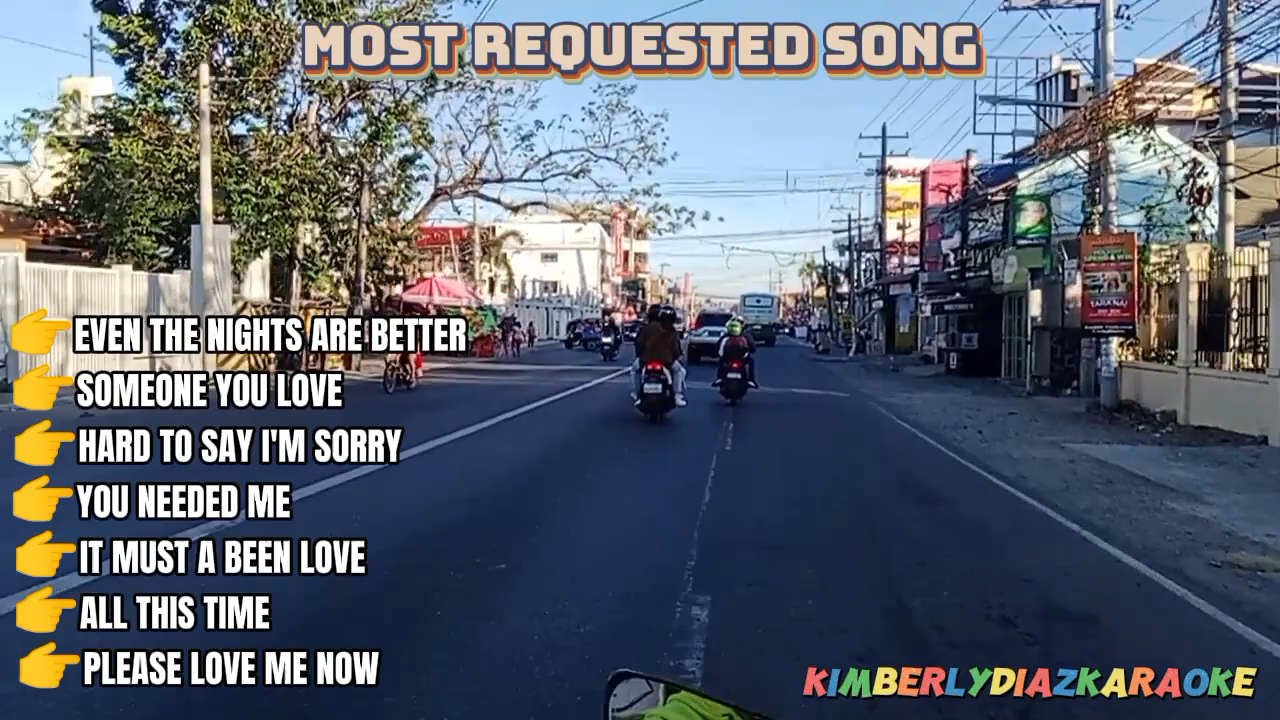 MOST REQUESTED SONG
EVEN THE NIGHTS ARE BETTER
SOMEONE YOU LOVE
HARD TO SAY I'M SORRY
YOU NEEDED ME
IT MUST A BEEN LOVE
ALL THIS TIME
PLEASE LOVE ME NOW
KIMBERLYDIAZKARAOKE